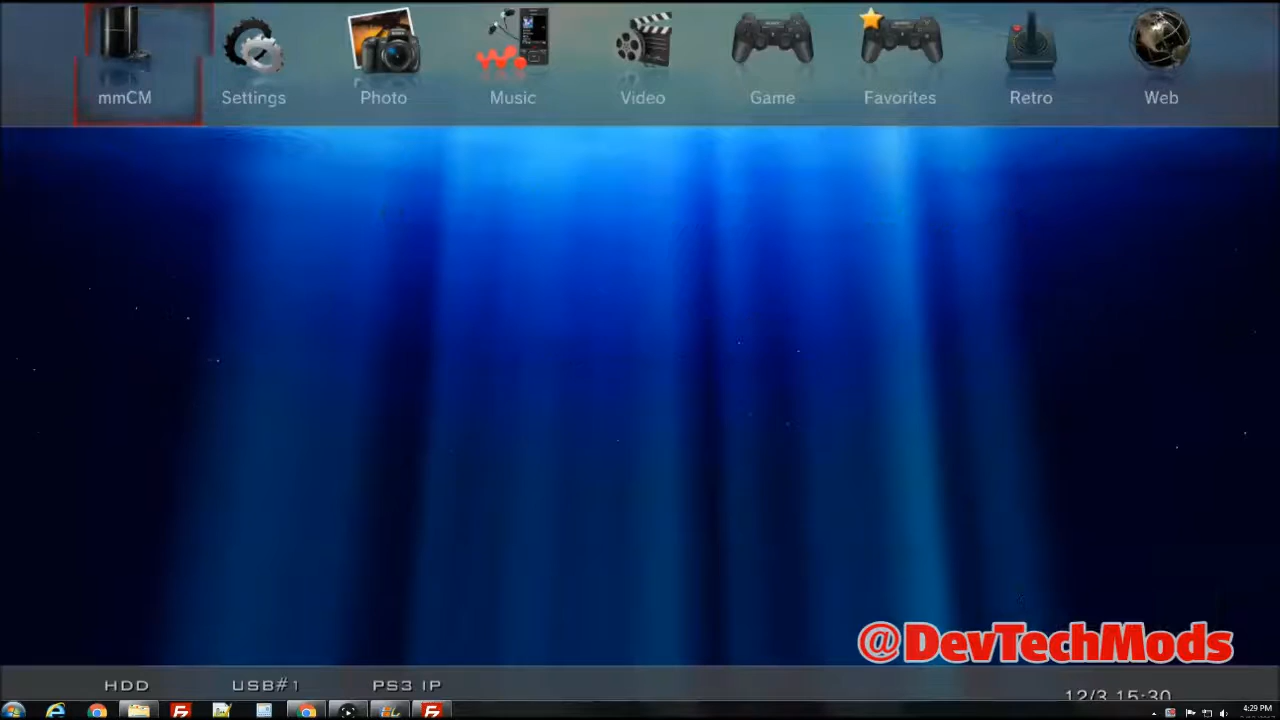 mmCM Settings Photo Music Video Game Favorites Retro Web
@DevTechMods
HDD USB#1 PS3 IP 12/3 15:30
4:29 PM